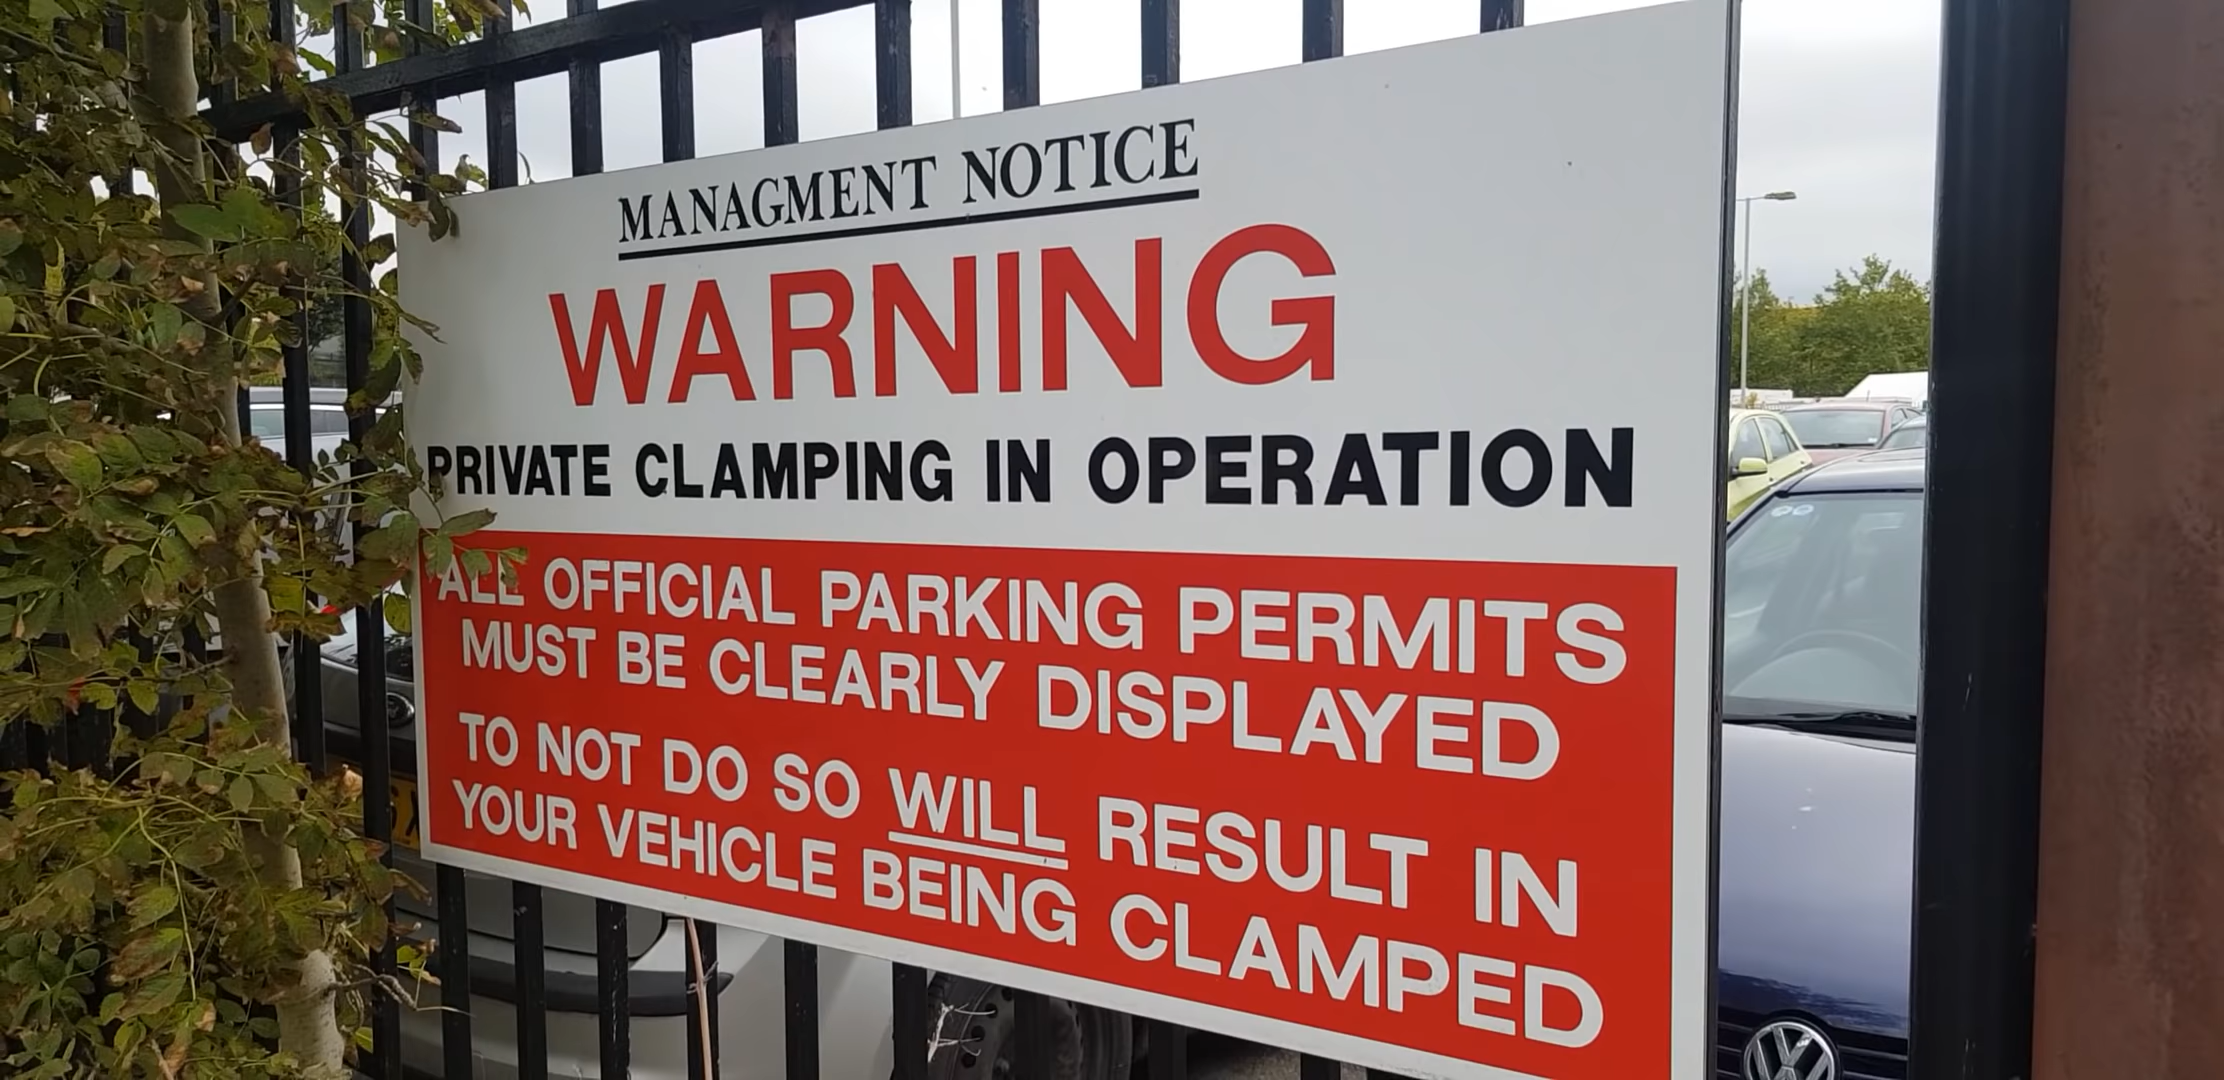 MANAGMENT NOTICE
WARNING
PRIVATE CLAMPING IN OPERATION
ALL OFFICIAL PARKING PERMITS
MUST BE CLEARLY DISPLAYED
TO NOT DO SO WILL RESULT IN
YOUR VEHICLE BEING CLAMPED